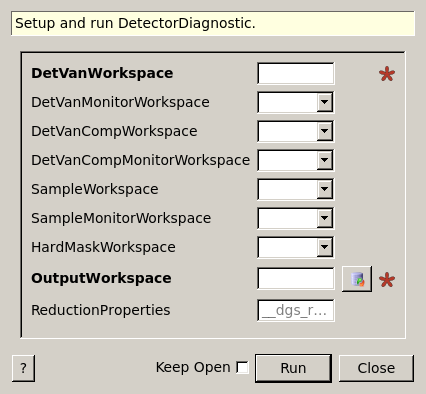 Setup and run DetectorDiagnostic.
DetVanWorkspace
DetVanMonitorWorkspace
DetVanCompWorkspace
DetVanCompMonitorWorkspace
SampleWorkspace
SampleMonitorWorkspace
HardMaskWorkspace
OutputWorkspace
ReductionProperties __dgs_r...
? Keep Open Run Close